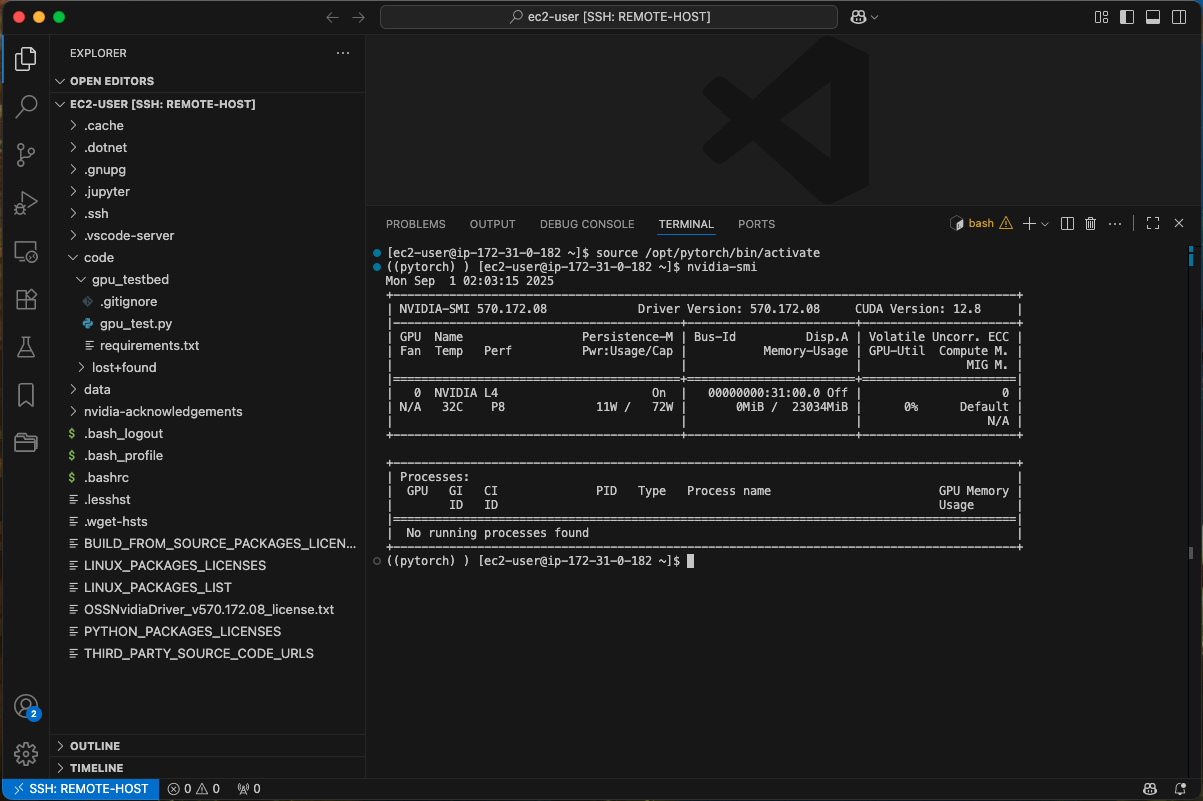 ec2-user [SSH: REMOTE-HOST]
EXPLORER
OPEN EDITORS
EC2-USER [SSH: REMOTE-HOST]
.cache
.dotnet
.gnupg
.jupyter
.ssh
.vscode-server
code
gpu_testbed
.gitignore
gpu_test.py
requirements.txt
lost+found
data
nvidia-acknowledgements
$ .bash_logout
$ .bash_profile
$ .bashrc
.lesshst
.wget-hsts
BUILD_FROM_SOURCE_PACKAGES_LICEN...
LINUX_PACKAGES_LICENSES
LINUX_PACKAGES_LIST
OSSNvidiaDriver_v570.172.08_license.txt
PYTHON_PACKAGES_LICENSES
THIRD_PARTY_SOURCE_CODE_URLS
OUTLINE
TIMELINE
2
PROBLEMS OUTPUT DEBUG CONSOLE TERMINAL PORTS
bash
[ec2-user@ip-172-31-0-182 ~]$ source /opt/pytorch/bin/activate
((pytorch) ) [ec2-user@ip-172-31-0-182 ~]$ nvidia-smi
Mon Sep  1 02:03:15 2025
+-----------------------------------------------------------------------------------------+
| NVIDIA-SMI 570.172.08             Driver Version: 570.172.08     CUDA Version: 12.8     |
|-----------------------------------------+------------------------+----------------------+
| GPU  Name                 Persistence-M | Bus-Id          Disp.A | Volatile Uncorr. ECC |
| Fan  Temp   Perf          Pwr:Usage/Cap |           Memory-Usage | GPU-Util  Compute M. |
|                                         |                        |               MIG M. |
|=========================================+========================+======================|
|   0  NVIDIA L4                      On  |   00000000:31:00.0 Off |                    0 |
| N/A   32C    P8             11W /   72W |       0MiB /  23034MiB |      0%      Default |
|                                         |                        |                  N/A |
+-----------------------------------------+------------------------+----------------------+
+-----------------------------------------------------------------------------------------+
| Processes:                                                                              |
|  GPU   GI   CI              PID   Type   Process name                        GPU Memory |
|        ID   ID                                                               Usage      |
|=========================================================================================|
|  No running processes found                                                             |
+-----------------------------------------------------------------------------------------+
((pytorch) ) [ec2-user@ip-172-31-0-182 ~]$
SSH: REMOTE-HOST 0 0 0